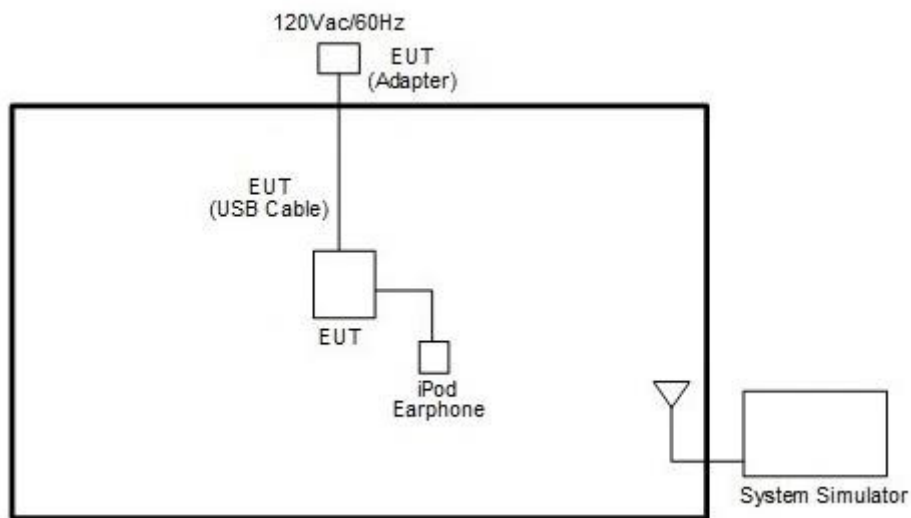 120Vac/60Hz
EUT
(Adapter)
EUT
(USB Cable)
EUT
iPod
Earphone
System Simulator